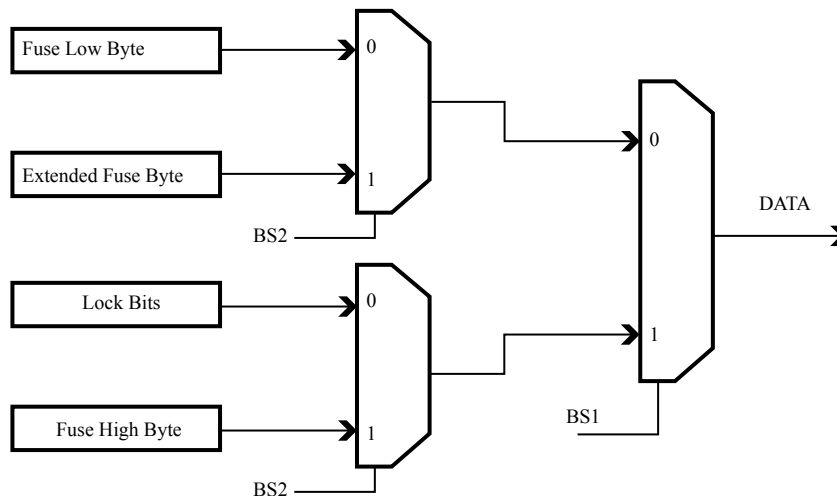 Fuse Low Byte
0
Extended Fuse Byte
1
BS2
0
DATA
Lock Bits
0
1
Fuse High Byte
1
BS1
BS2